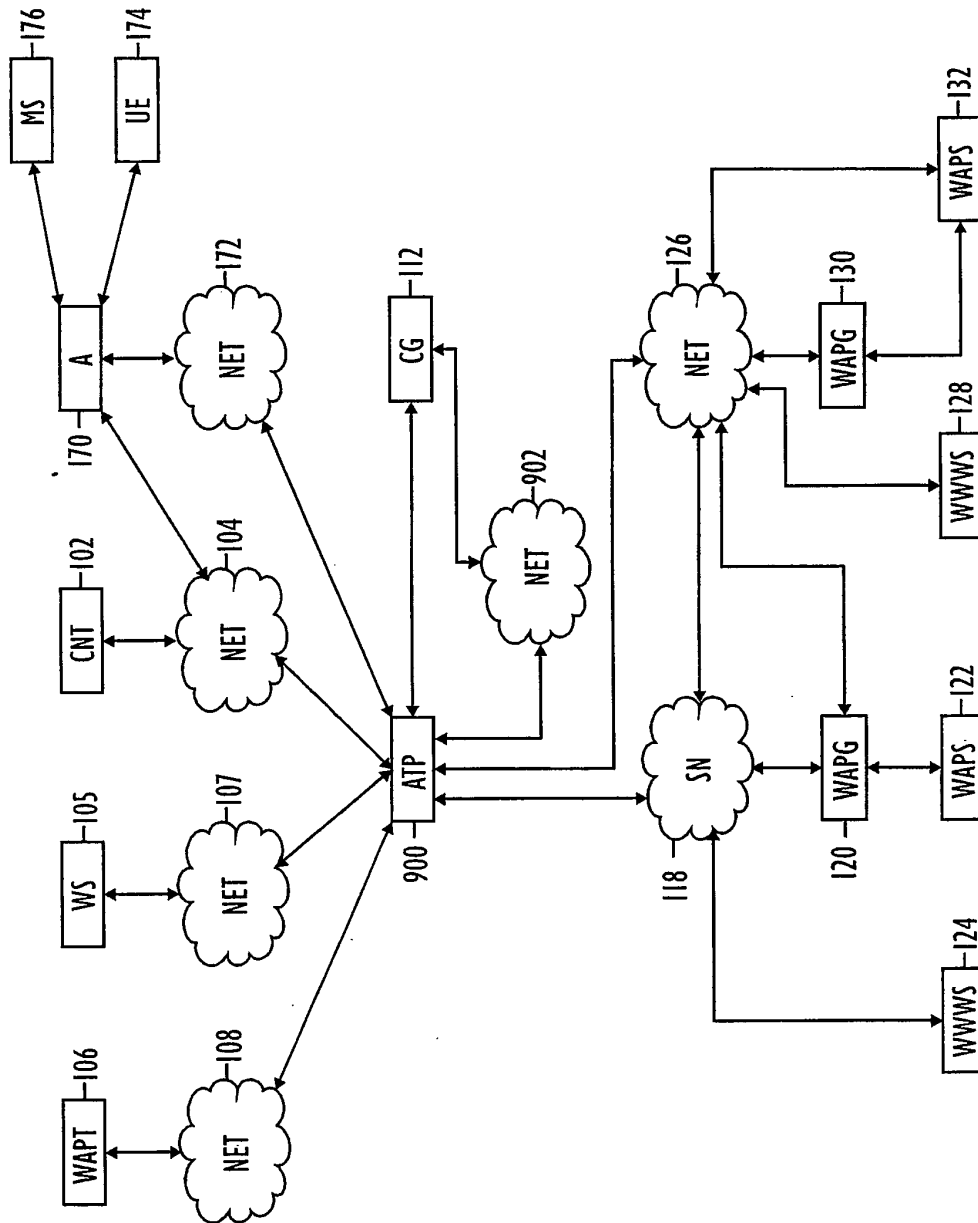 MS 176
UE 174
A 170
NET 172
CNT 102
NET 104
WS 105
NET 107
WAPT 106
NET 108
ATP 900
CG 112
NET 902
SN 118
NET 126
WAPG 120
WAPG 130
WWWS 124
WAPS 122
WWWS 128
WAPS 132